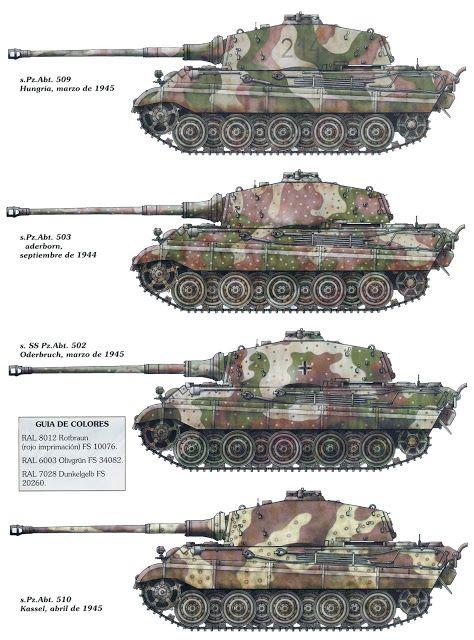 214
s.Pz.Abt. 509
Hungria, marzo de 1945
s.Pz.Abt. 503
aderborn,
septiembre de 1944
s. SS Pz.Abt. 502
Oderbruch, marzo de 1945
GUIA DE COLORES
RAL 8012 Rotbraun
(rojo imprimación) FS 10076.
RAL 6003 Olivgrün FS 34082.
RAL 7028 Dunkelgelb FS
20260.
s.Pz.Abt. 510
Kassel, abril de 1945